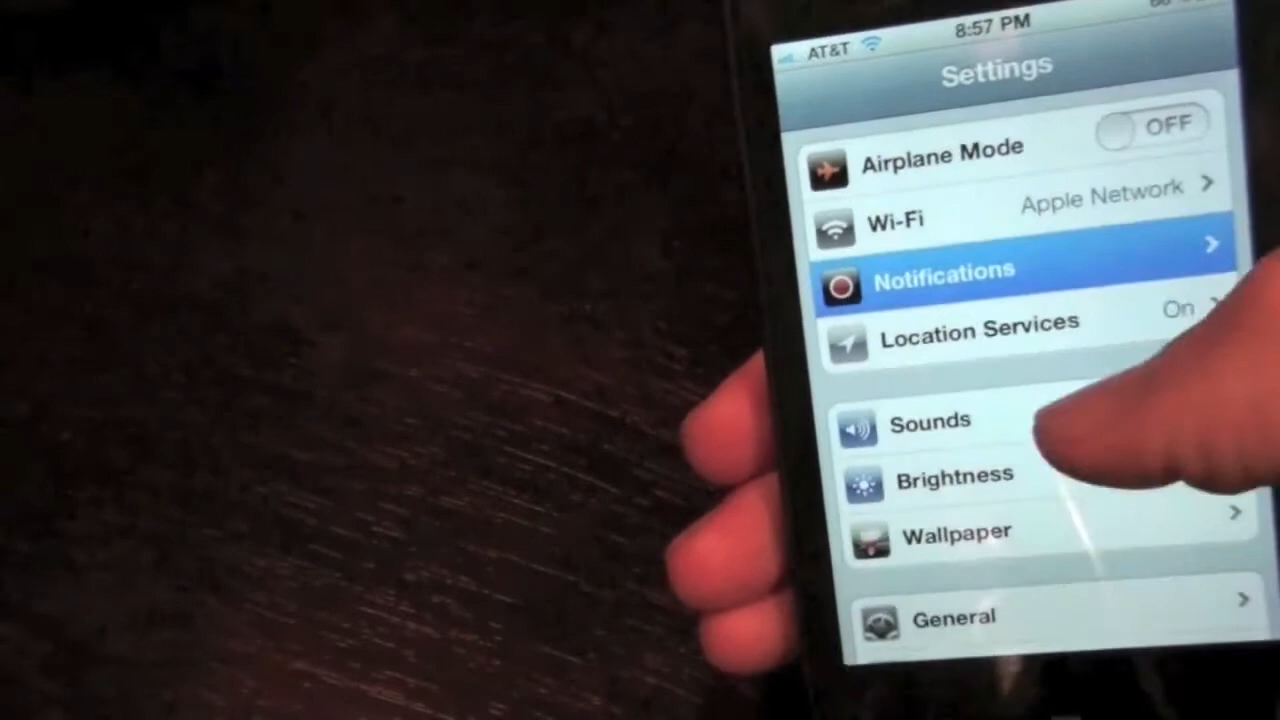 AT&T 8:57 PM
Settings
Airplane Mode OFF
Wi-Fi Apple Network
Notifications
Location Services On
Sounds
Brightness
Wallpaper
General